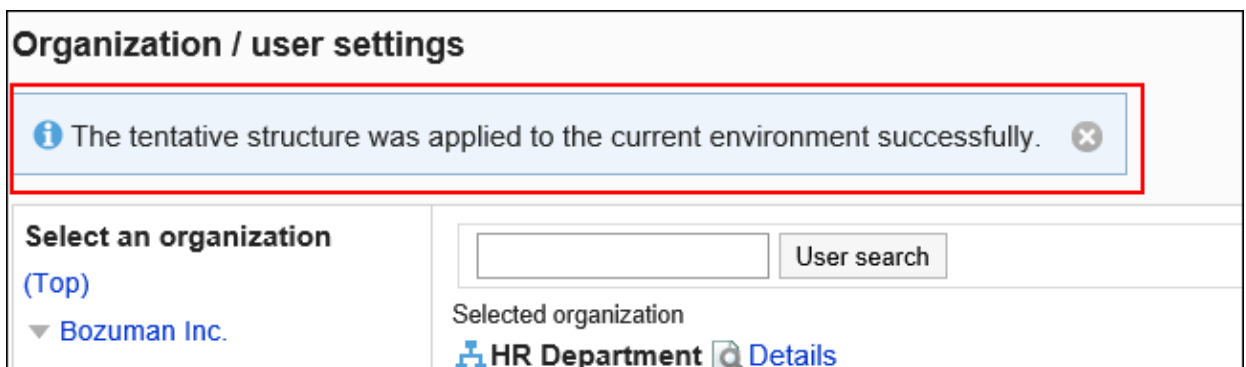 Organization / user settings
The tentative structure was applied to the current environment successfully.
Select an organization
(Top)
Bozuman Inc.
User search
Selected organization
HR Department Details